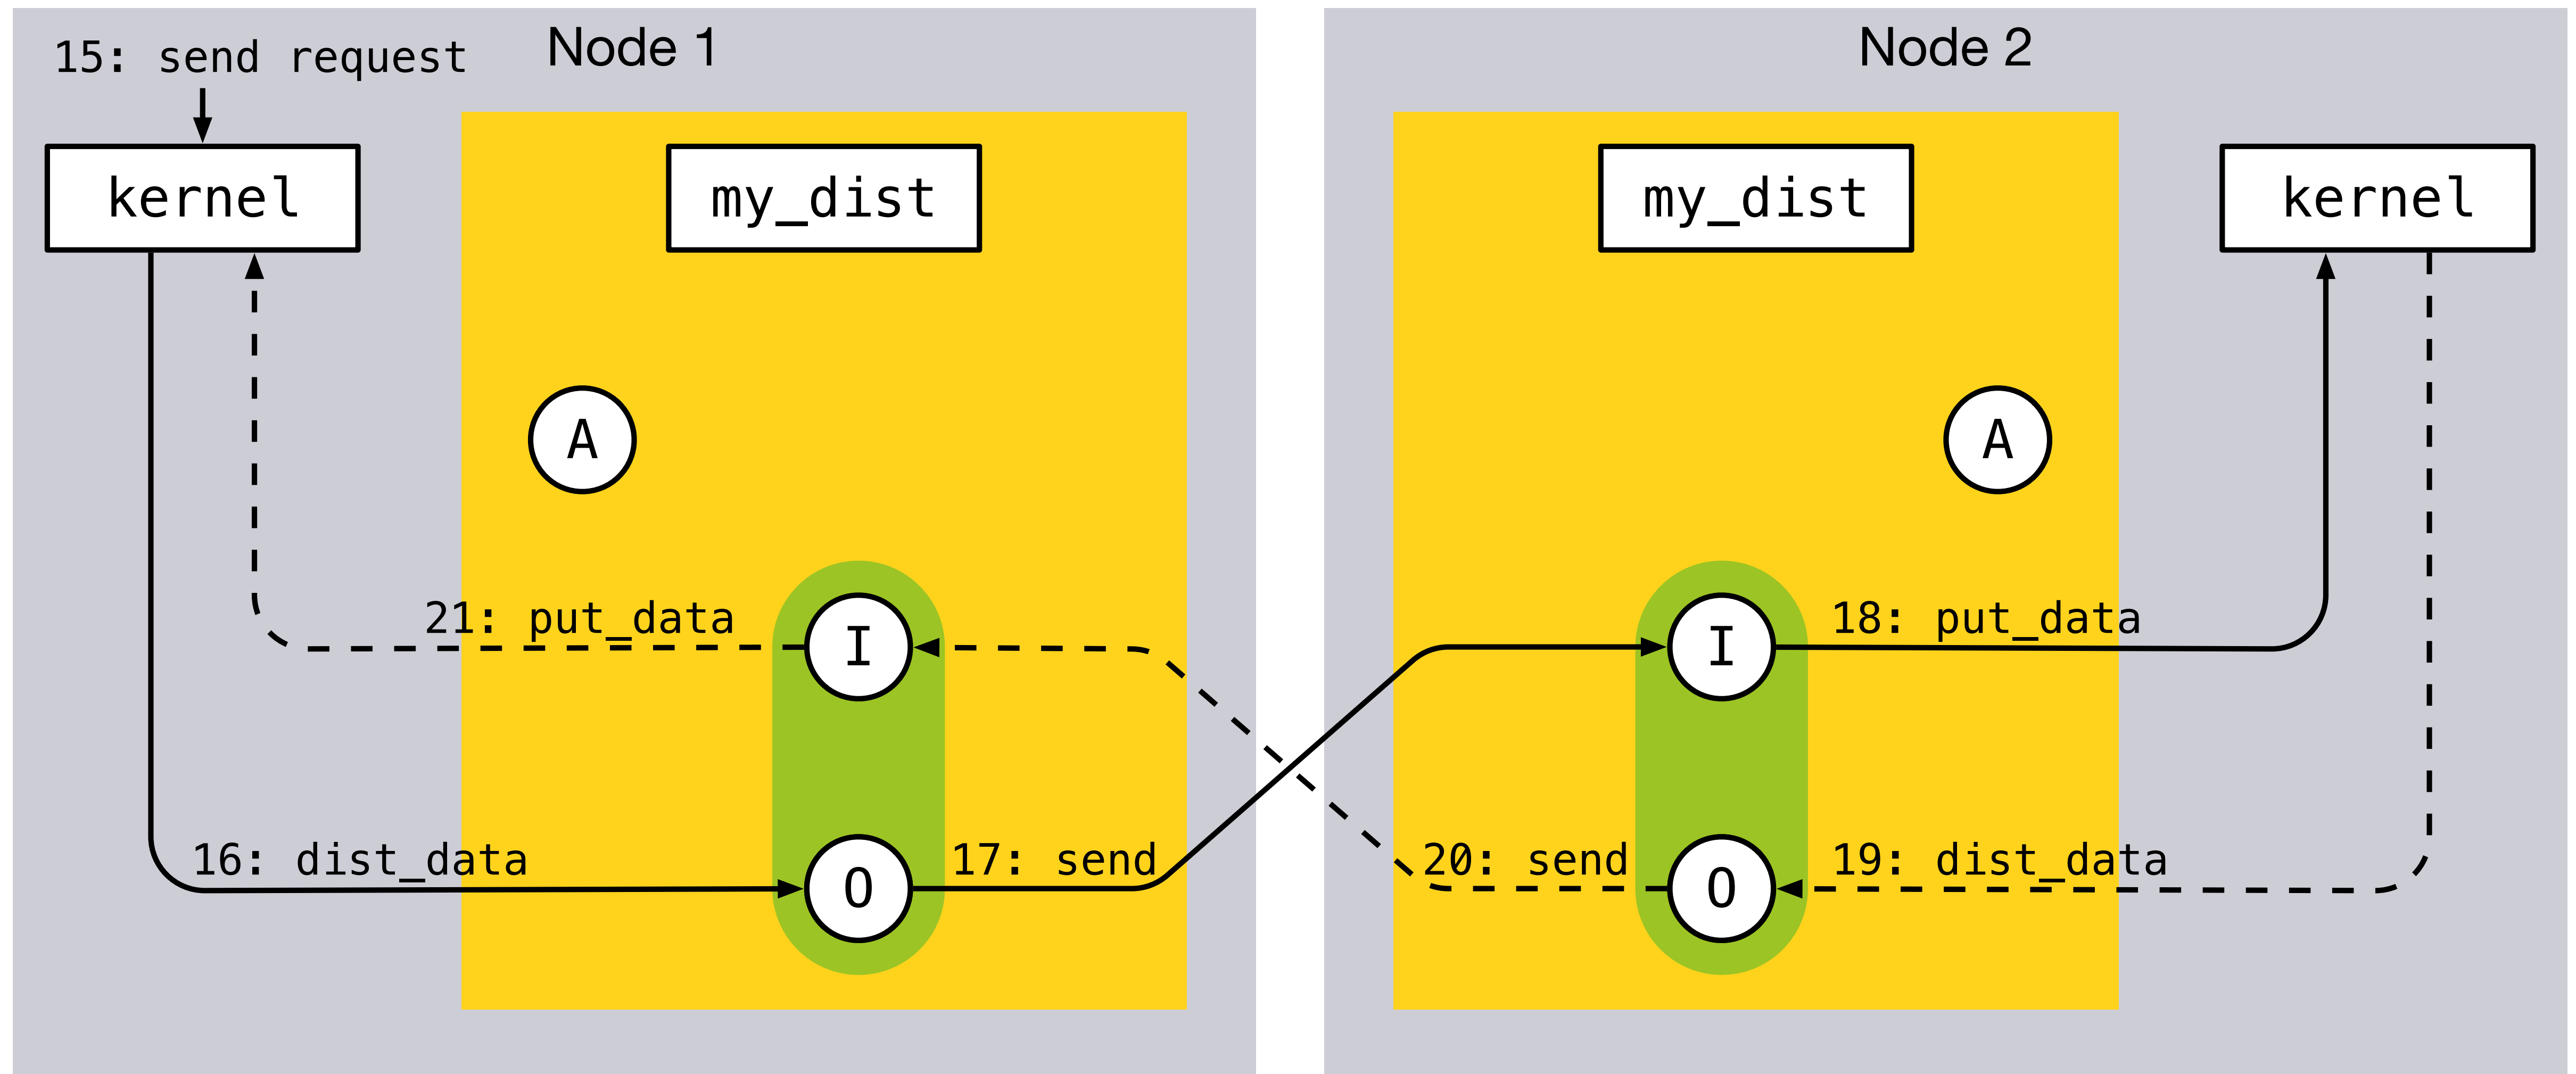 15: send request
Node 1
kernel
my_dist
A
21: put_data
I
16: dist_data
O
17: send
Node 2
my_dist
kernel
A
I
18: put_data
20: send
O
19: dist_data